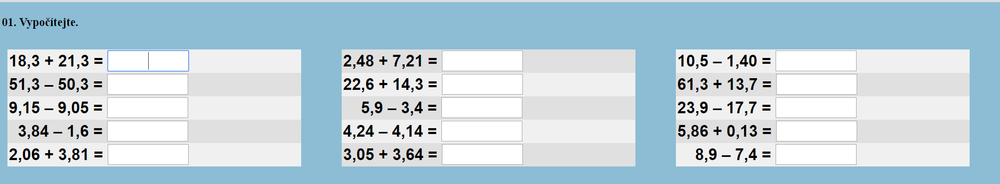 01. Vypočítejte.
18,3 + 21,3 =
51,3 – 50,3 =
9,15 – 9,05 =
3,84 – 1,6 =
2,06 + 3,81 =
2,48 + 7,21 =
22,6 + 14,3 =
5,9 – 3,4 =
4,24 – 4,14 =
3,05 + 3,64 =
10,5 – 1,40 =
61,3 + 13,7 =
23,9 – 17,7 =
5,86 + 0,13 =
8,9 – 7,4 =